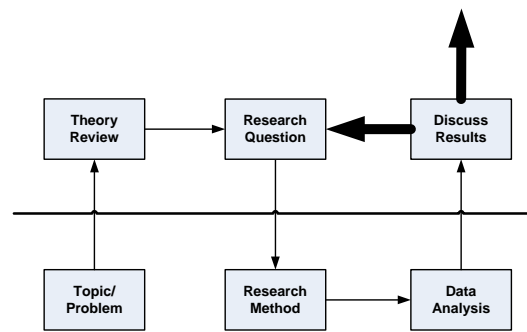 Theory
Review
Research
Question
Discuss
Results
Topic/
Problem
Research
Method
Data
Analysis